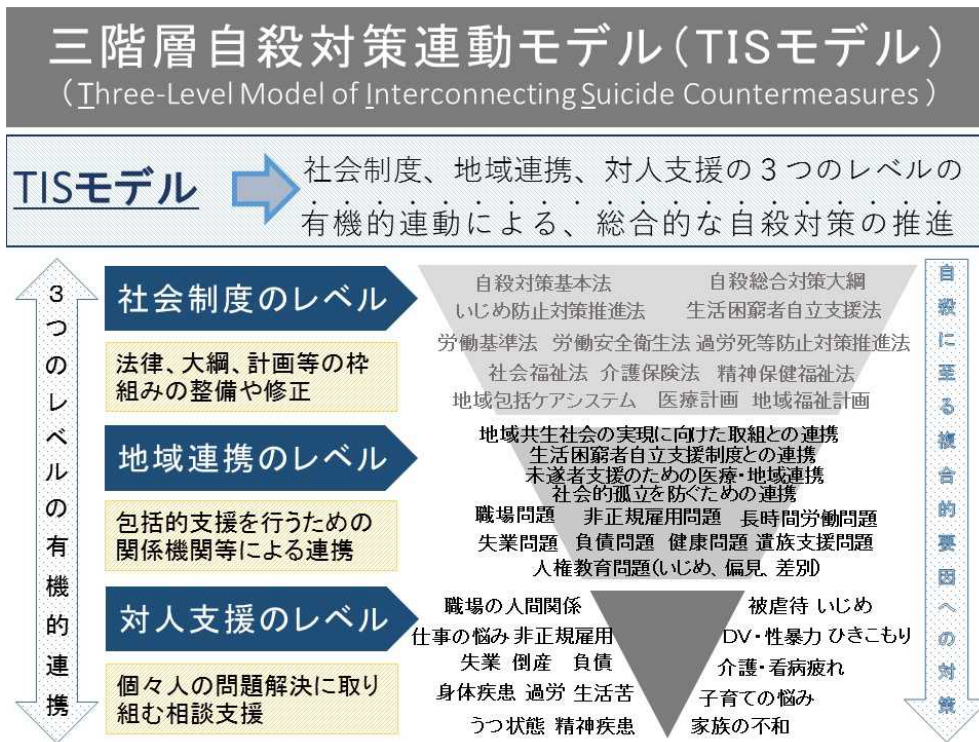 三階層自殺対策連動モデル(TISモデル)
(Three-Level Model of Interconnecting Suicide Countermeasures)
TISモデル
社会制度、地域連携、対人支援の3つのレベルの
有機的連動による、総合的な自殺対策の推進
3つのレベルの有機的連携
社会制度のレベル
法律、大綱、計画等の枠
組みの整備や修正
自殺対策基本法 自殺総合対策大綱
いじめ防止対策推進法 生活困窮者自立支援法
労働基準法 労働安全衛生法 過労死等防止対策推進法
社会福祉法 介護保険法 精神保健福祉法
地域包括ケアシステム 医療計画 地域福祉計画
地域連携のレベル
包括的支援を行うための
関係機関等による連携
地域共生社会の実現に向けた取組との連携
生活困窮者自立支援制度との連携
未遂者支援のための医療・地域連携
社会的孤立を防ぐための連携
職場問題 非正規雇用問題 長時間労働問題
失業問題 負債問題 健康問題 遺族支援問題
人権教育問題(いじめ、偏見、差別)
対人支援のレベル
個々人の問題解決に取り
組む相談支援
職場の人間関係 被虐待 いじめ
仕事の悩み 非正規雇用 DV・性暴力 ひきこもり
失業 倒産 負債 介護・看病疲れ
身体疾患 過労 生活苦 子育ての悩み
うつ状態 精神疾患 家族の不和
自殺に至る複合的要因への対策